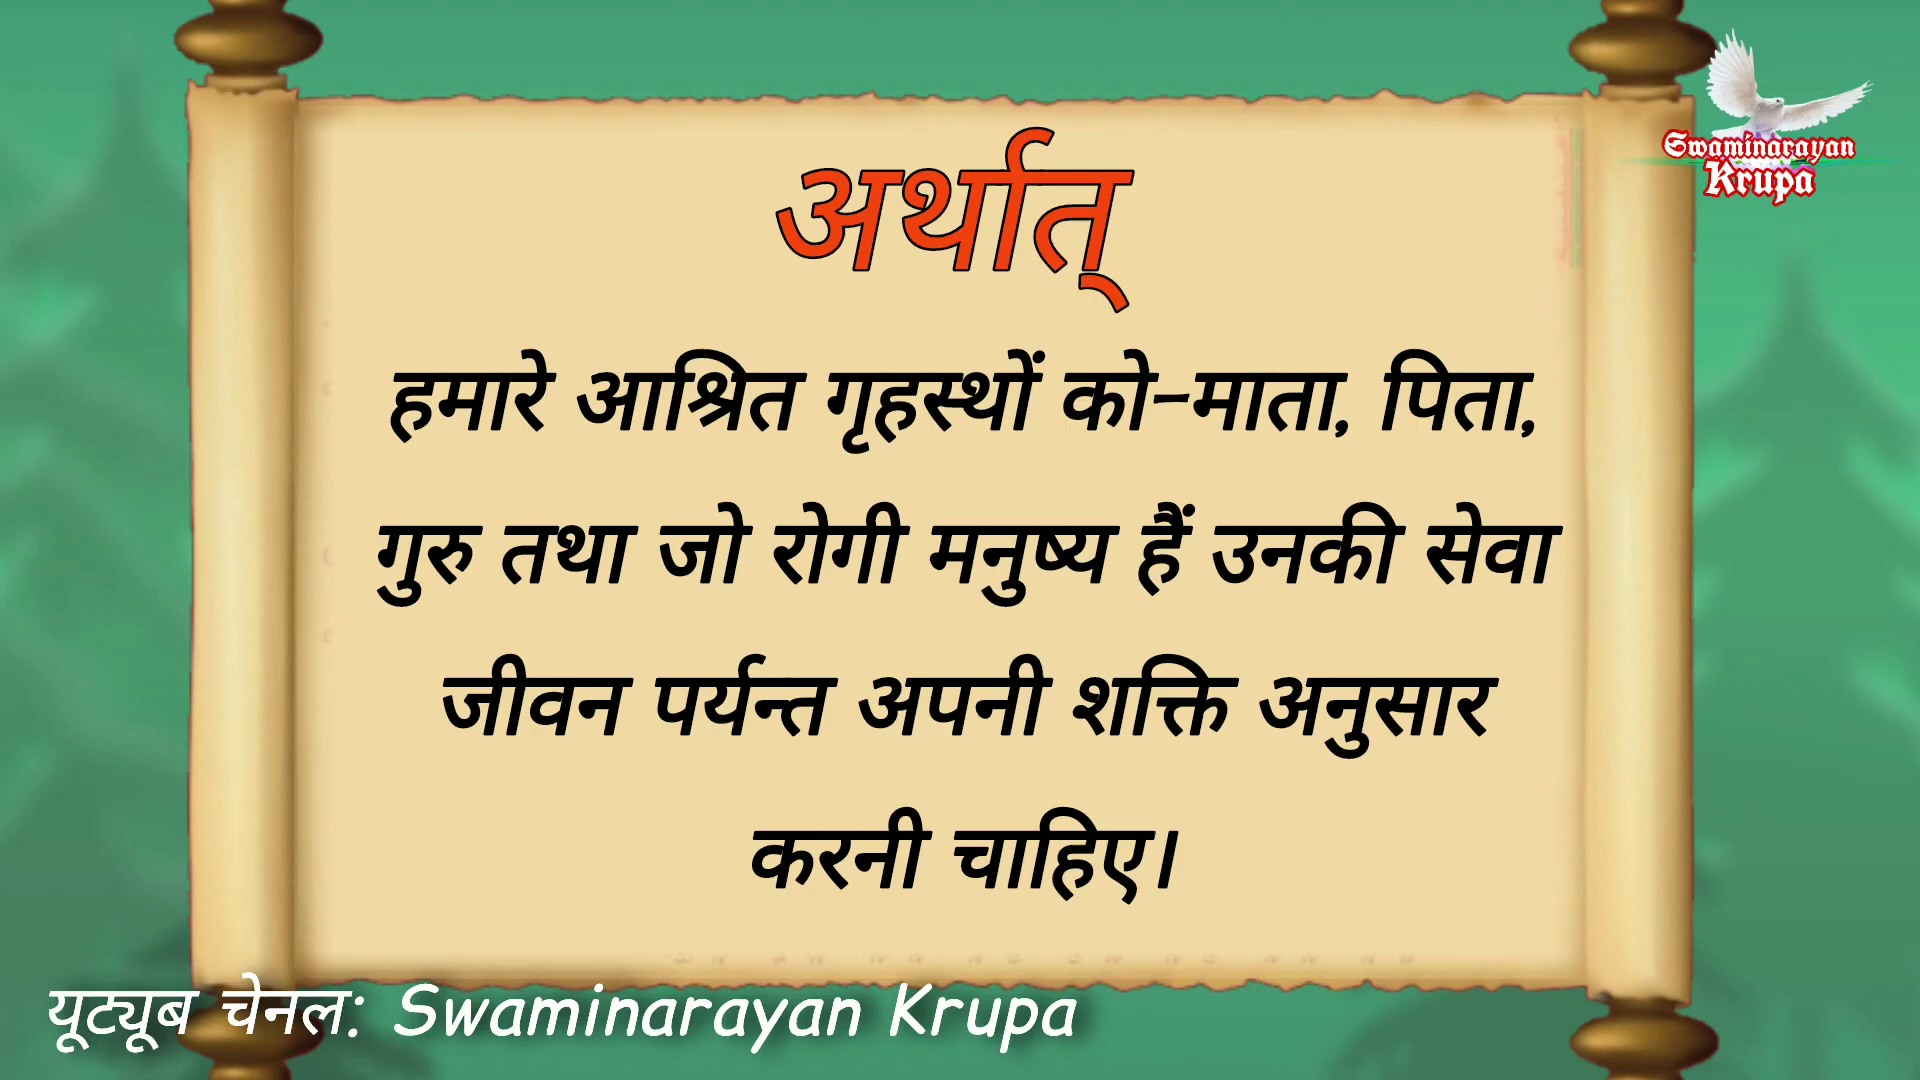 Swaminarayan
Krupa
अर्थात्
हमारे आश्रित गृहस्थों को-माता, पिता,
गुरु तथा जो रोगी मनुष्य हैं उनकी सेवा
जीवन पर्यन्त अपनी शक्ति अनुसार
करनी चाहिए।
यूट्यूब चेनल: Swaminarayan Krupa